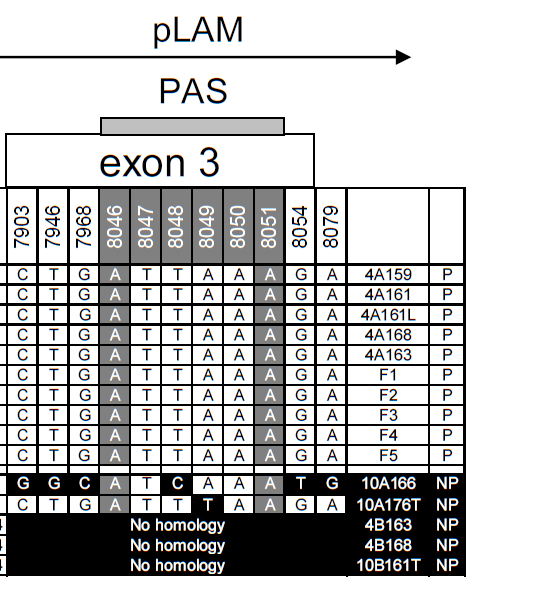 pLAM
PAS
exon 3
7903 7946 7968 8046 8047 8048 8049 8050 8051 8054 8079
C T G A T T A A A G A 4A159 P
C T G A T T A A A G A 4A161 P
C T G A T T A A A G A 4A161L P
C T G A T T A A A G A 4A168 P
C T G A T T A A A G A 4A163 P
C T G A T T A A A G A F1 P
C T G A T T A A A G A F2 P
C T G A T T A A A G A F3 P
C T G A T T A A A G A F4 P
C T G A T T A A A G A F5 P
G G C A T C A A A T G 10A166 NP
C T G A T T T A A G A 10A176T NP
No homology 4B163 NP
No homology 4B168 NP
No homology 10B161T NP